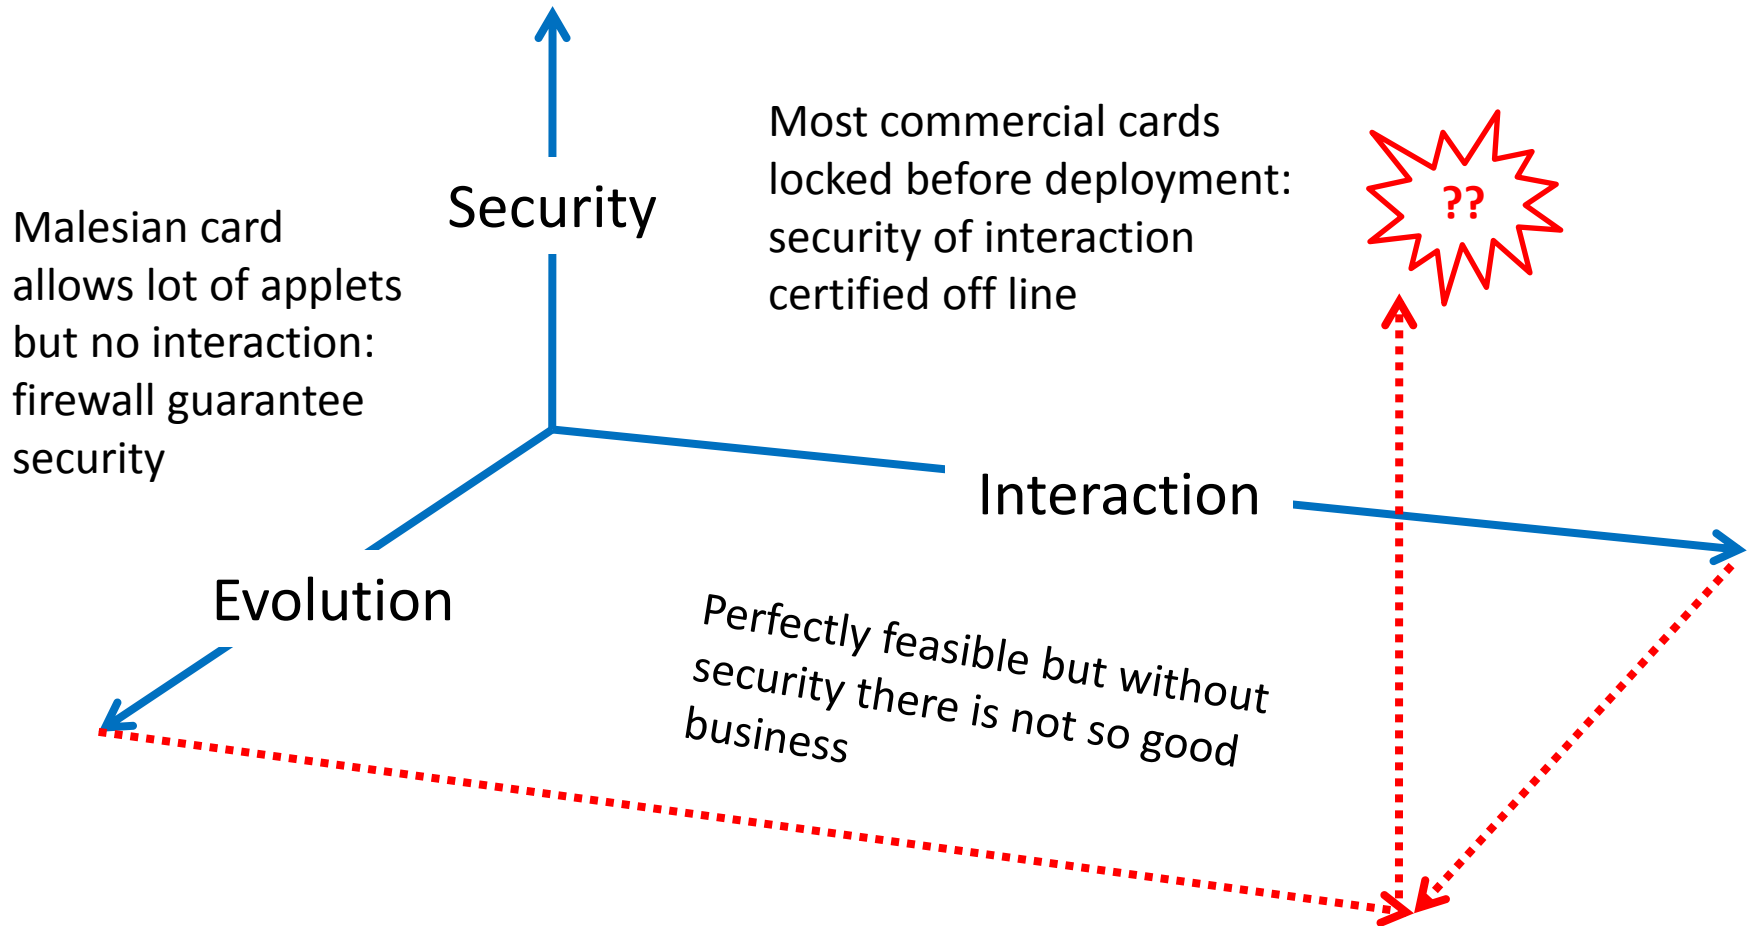 Security
Most commercial cards
locked before deployment:
security of interaction
certified off line
??
Malesian card
allows lot of applets
but no interaction:
firewall guarantee
security
Interaction
Evolution
Perfectly feasible but without
security there is not so good
business